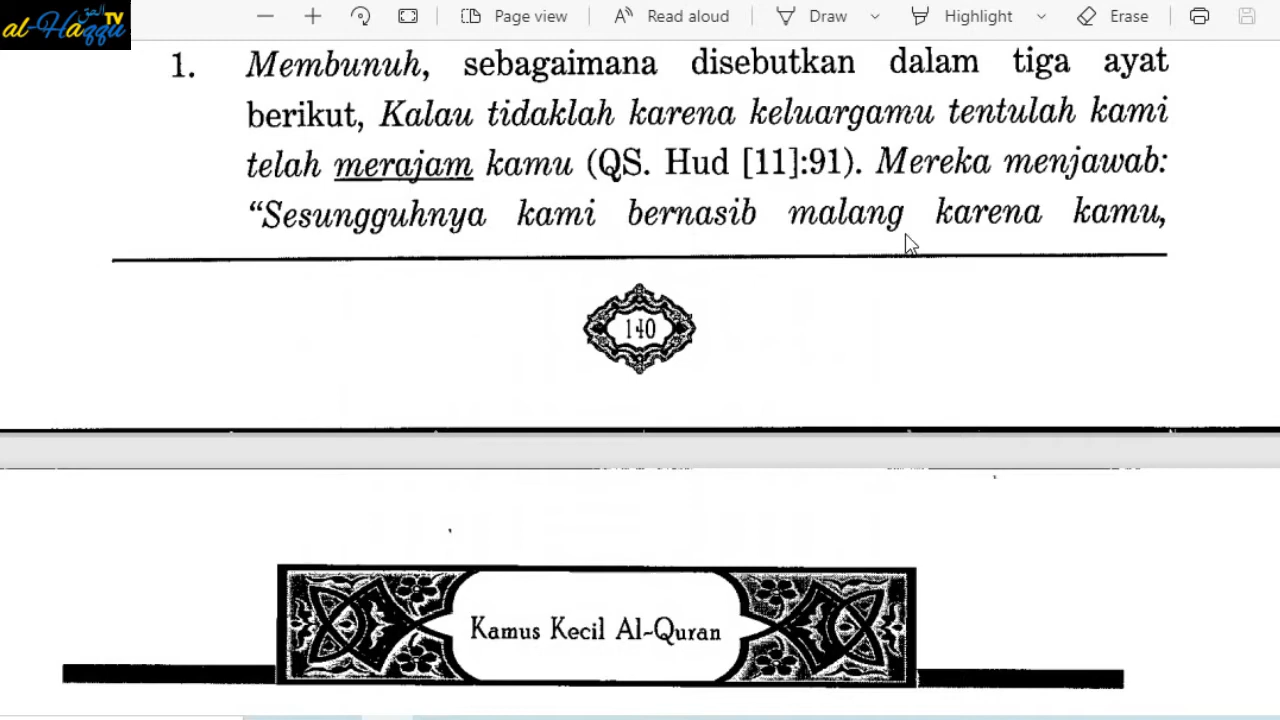 al-Haqqu TV
الحق
Page view
Read aloud
Draw
Highlight
Erase
1. Membunuh, sebagaimana disebutkan dalam tiga ayat
berikut, Kalau tidaklah karena keluargamu tentulah kami
telah merajam kamu (QS. Hud [11]:91). Mereka menjawab:
“Sesungguhnya kami bernasib malang karena kamu,
140
Kamus Kecil Al-Quran